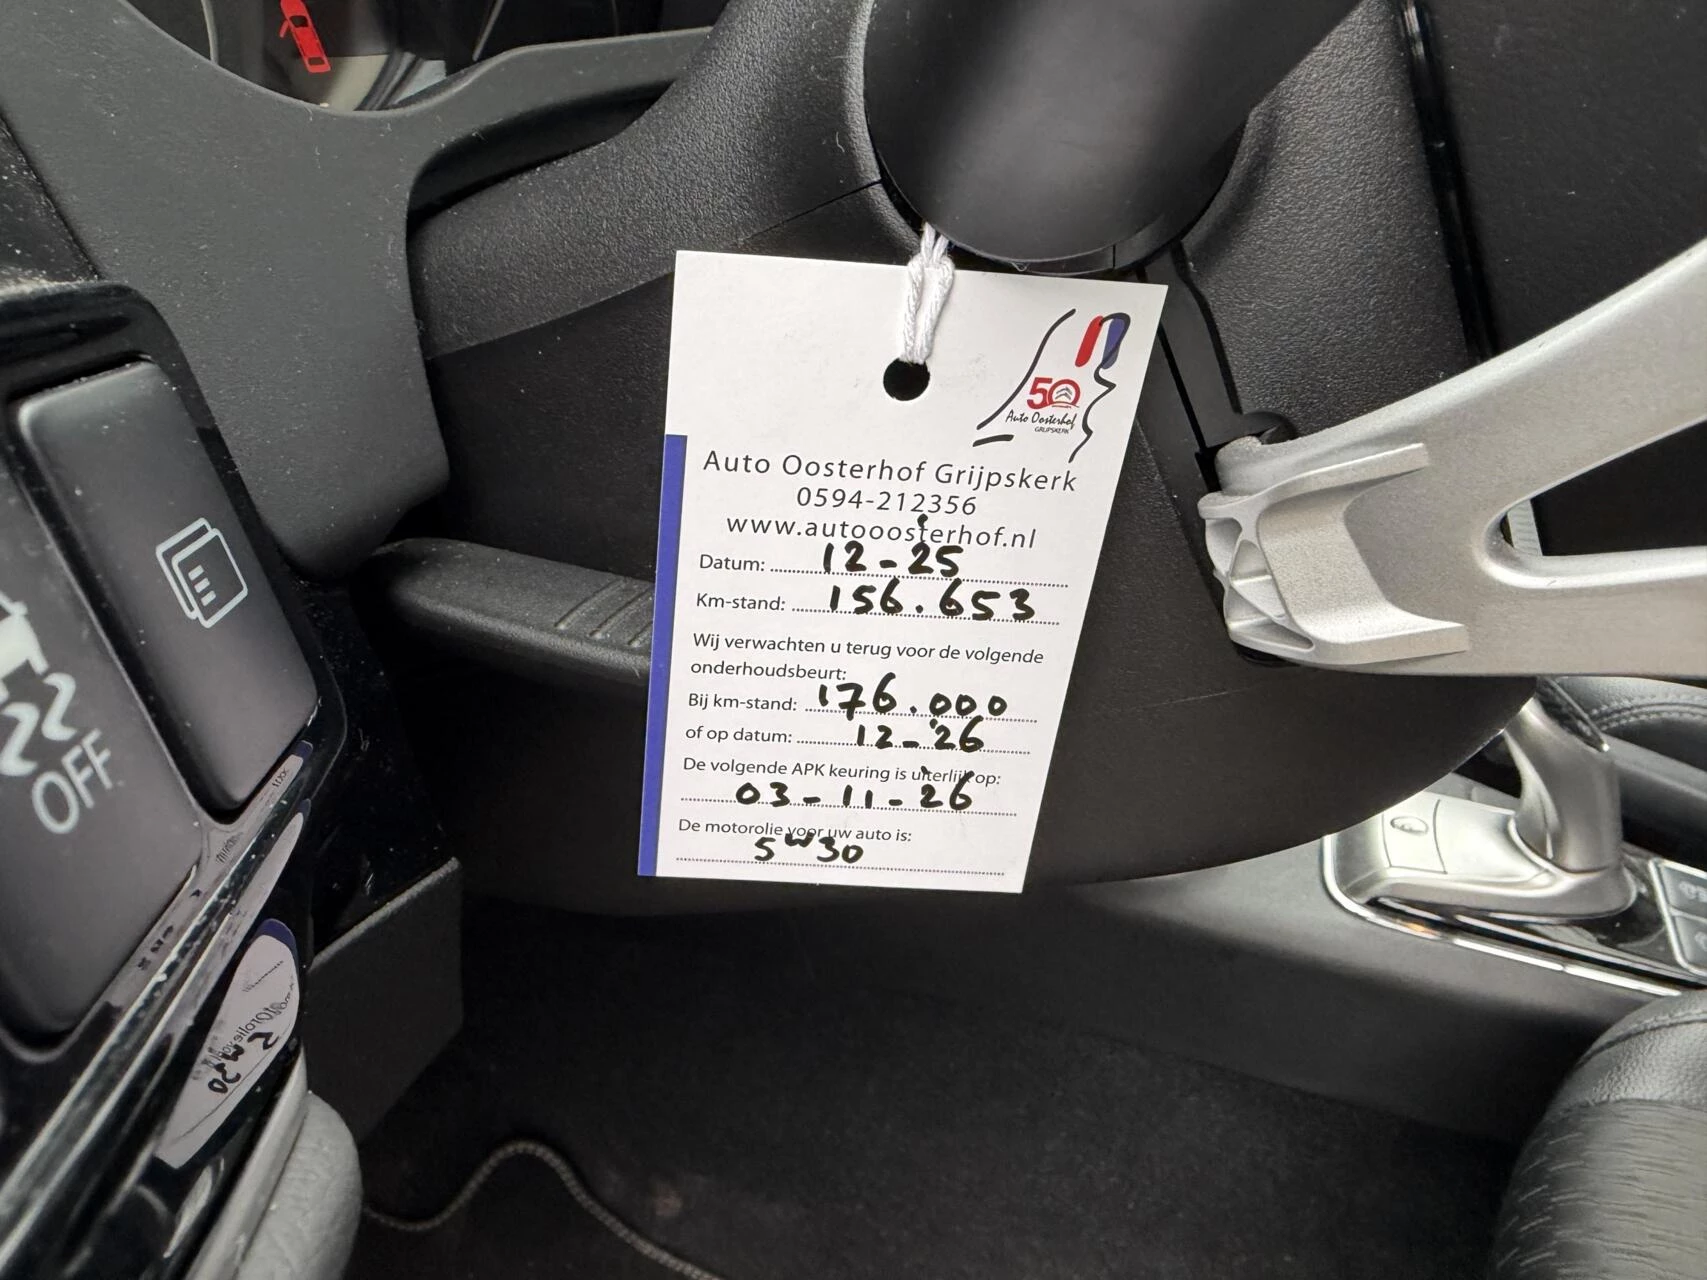 50
Auto Oosterhof
GRIJPSKERK
Auto Oosterhof Grijpskerk
0594-212356
www.autooosterhof.nl
Datum: 12-'25
Km-stand: 156.653
Wij verwachten u terug voor de volgende
onderhoudsbeurt:
Bij km-stand: 176.000
of op datum: 12-'26
De volgende APK keuring is uiterlijk op:
03-11-'26
De motorolie voor uw auto is:
5W30
OFF